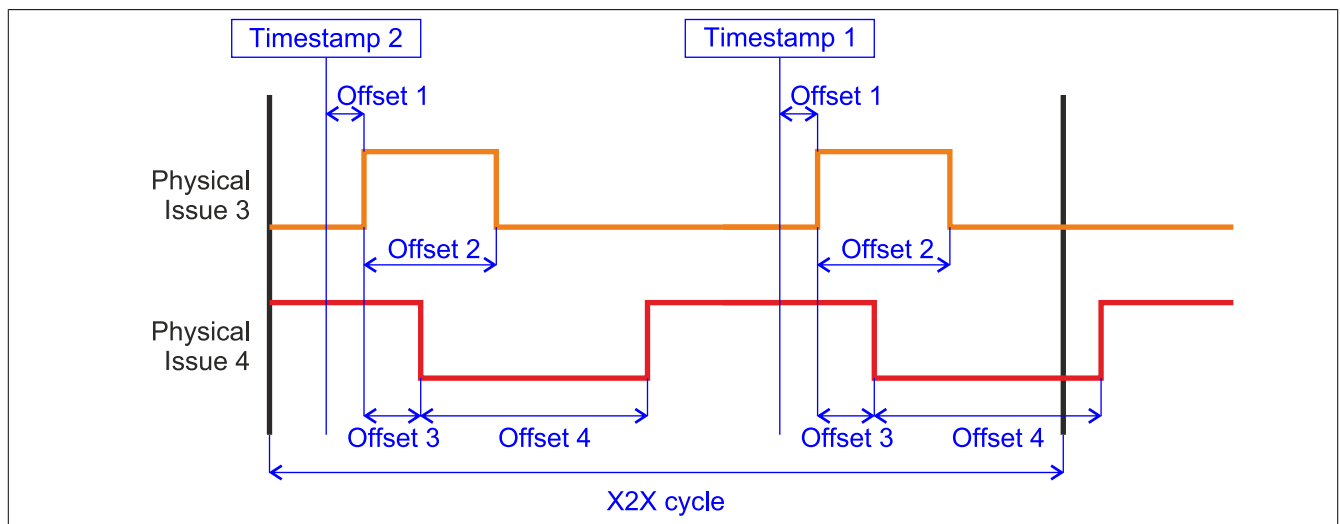 Timestamp 2
Timestamp 1
Offset 1
Offset 1
Physical
Issue 3
Offset 2
Offset 2
Physical
Issue 4
Offset 3
Offset 4
Offset 3
Offset 4
X2X cycle